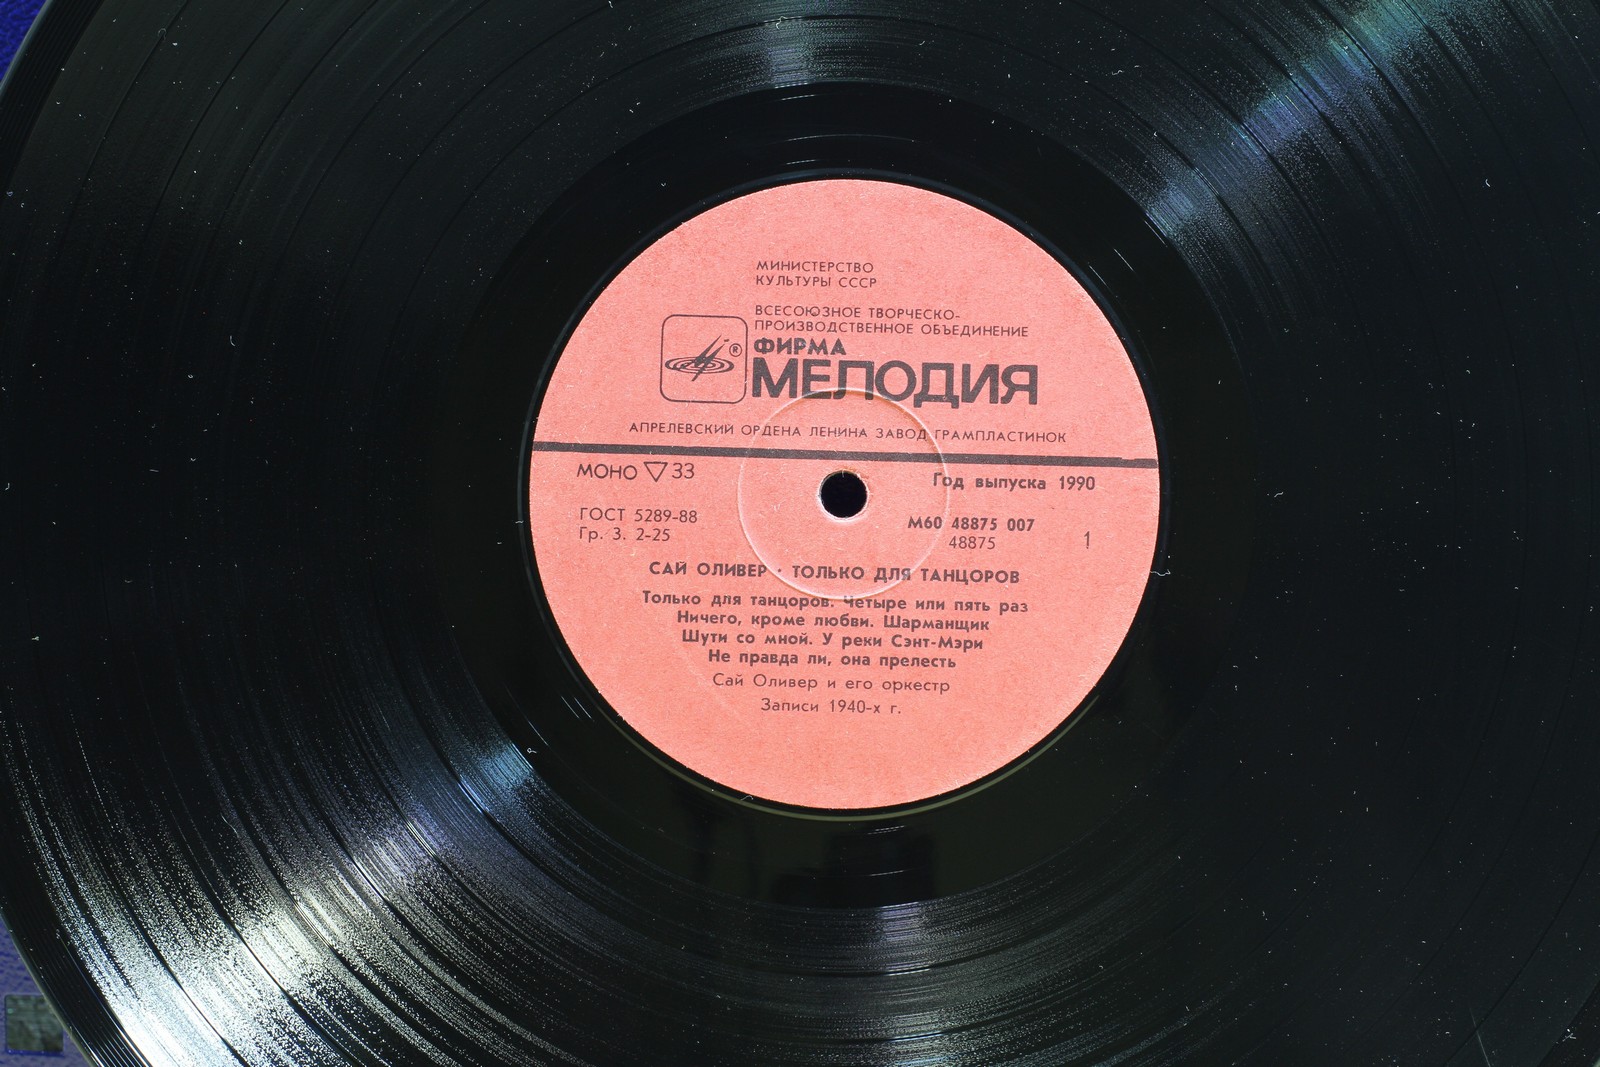 МИНИСТЕРСТВО
КУЛЬТУРЫ СССР
ВСЕСОЮЗНОЕ ТВОРЧЕСКО-
ПРОИЗВОДСТВЕННОЕ ОБЪЕДИНЕНИЕ
®
ФИРМА
МЕЛОДИЯ
АПРЕЛЕВСКИЙ ОРДЕНА ЛЕНИНА ЗАВОД ГРАМПЛАСТИНОК
МОНО ▽ 33
Год выпуска 1990
ГОСТ 5289-88
Гр. 3. 2-25
М60 48875 007
48875
1
САЙ ОЛИВЕР · ТОЛЬКО ДЛЯ ТАНЦОРОВ
Только для танцоров. Четыре или пять раз
Ничего, кроме любви. Шарманщик
Шути со мной. У реки Сэнт-Мэри
Не правда ли, она прелесть
Сай Оливер и его оркестр
Записи 1940-х г.